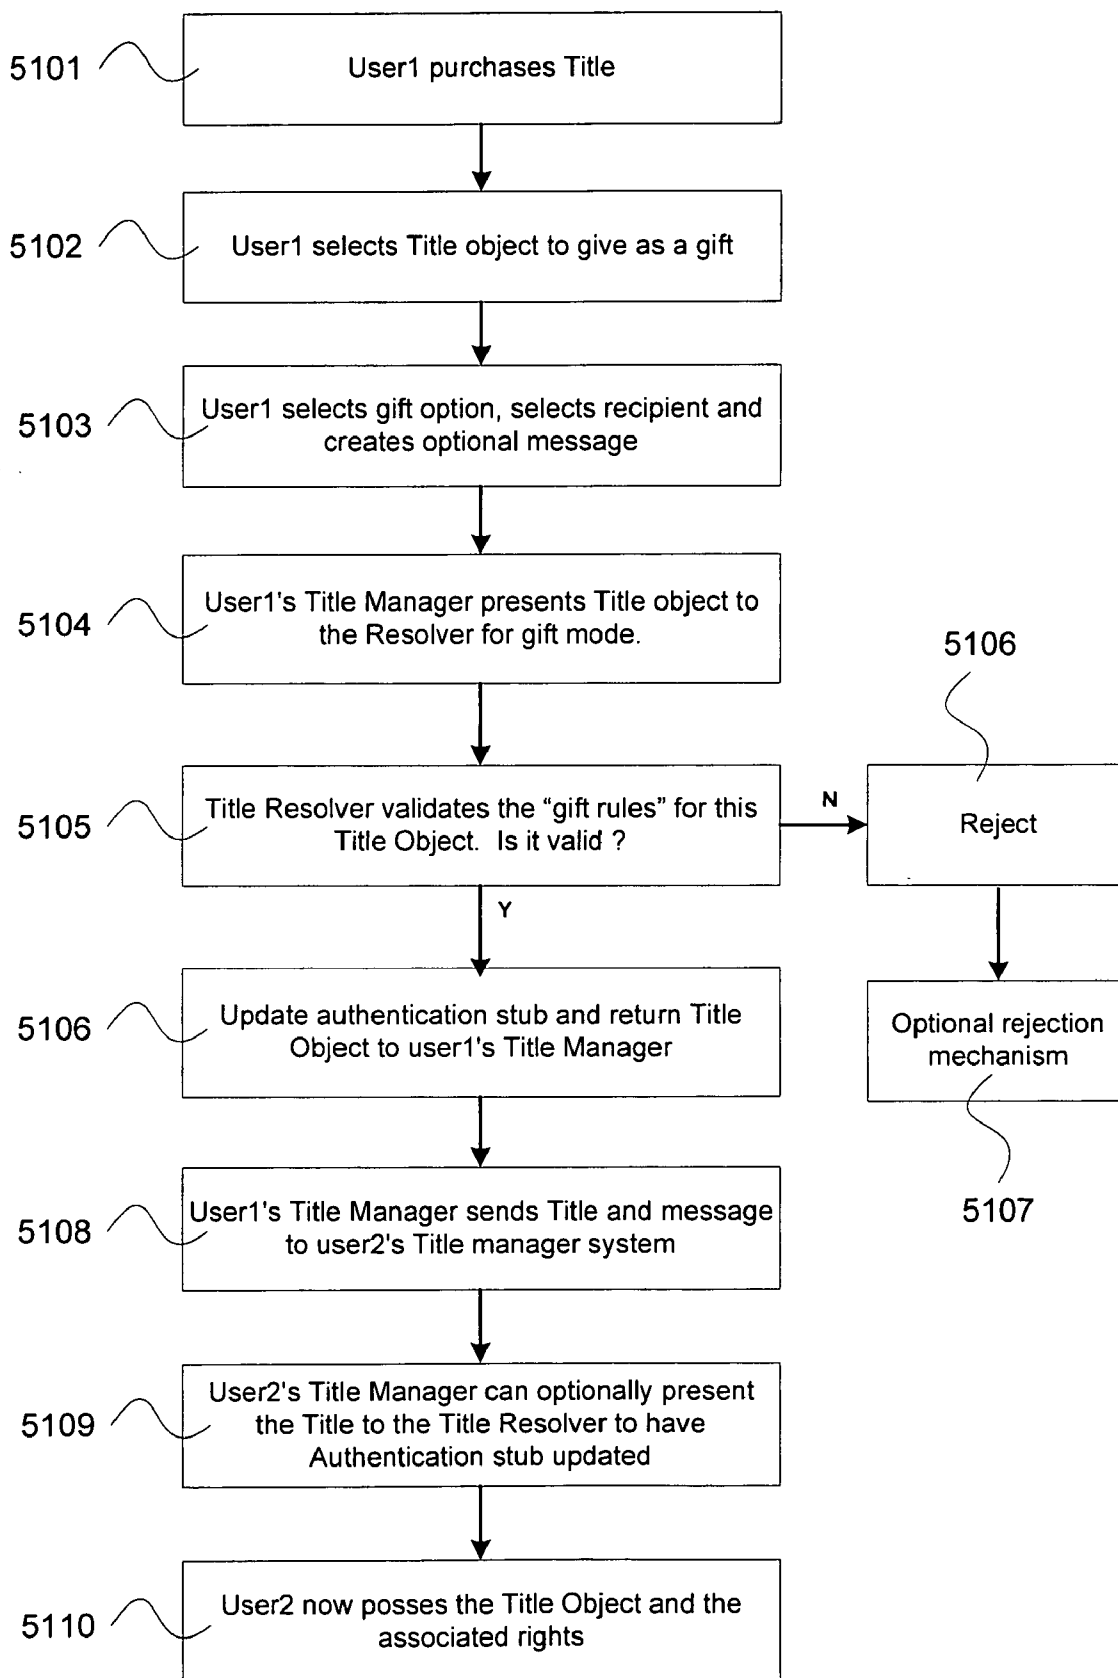 5101
User1 purchases Title
5102
User1 selects Title object to give as a gift
5103
User1 selects gift option, selects recipient and
creates optional message
5104
User1's Title Manager presents Title object to
the Resolver for gift mode.
5105
Title Resolver validates the “gift rules” for this
Title Object. Is it valid ?
N
5106
Reject
Y
5106
Update authentication stub and return Title
Object to user1's Title Manager
Optional rejection
mechanism
5107
5108
User1's Title Manager sends Title and message
to user2's Title manager system
5109
User2's Title Manager can optionally present
the Title to the Title Resolver to have
Authentication stub updated
5110
User2 now posses the Title Object and the
associated rights